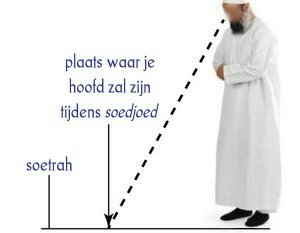 plaats waar je
hoofd zal zijn
tijdens soedjoed
soetrah